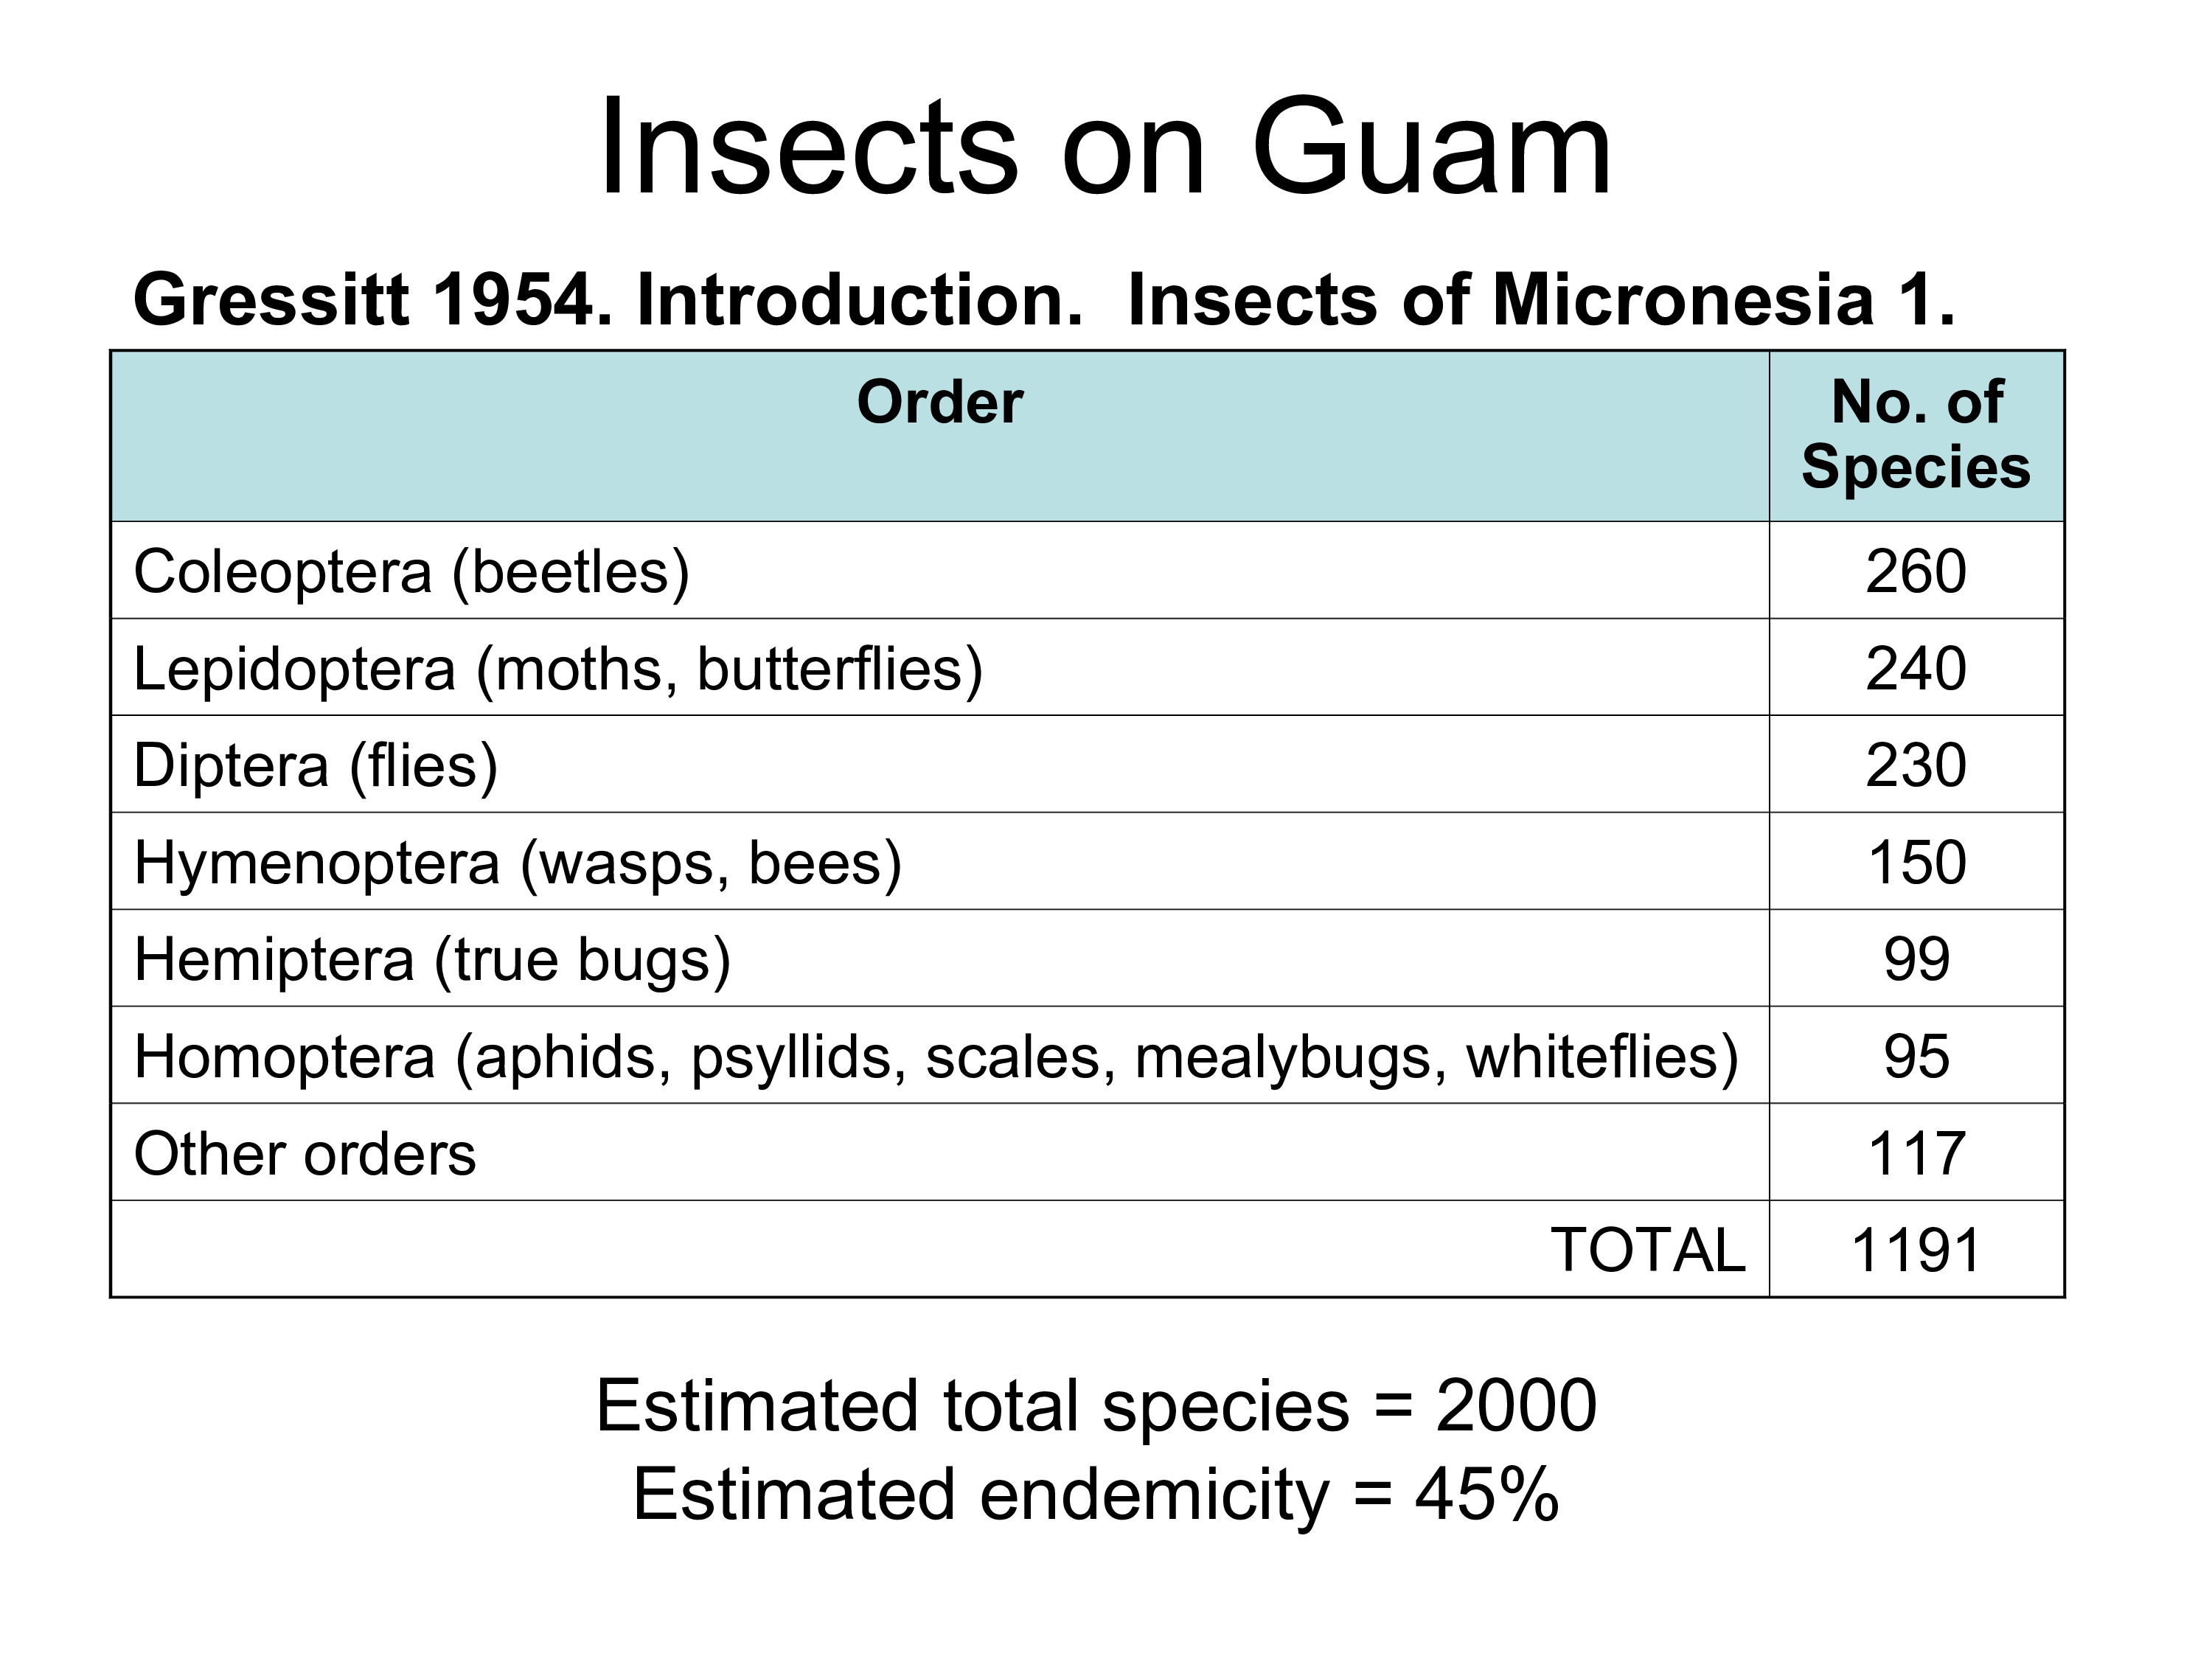 Insects on Guam
Gressitt 1954. Introduction.  Insects of Micronesia 1.
Order No. of Species
Coleoptera (beetles) 260
Lepidoptera (moths, butterflies) 240
Diptera (flies) 230
Hymenoptera (wasps, bees) 150
Hemiptera (true bugs) 99
Homoptera (aphids, psyllids, scales, mealybugs, whiteflies) 95
Other orders 117
TOTAL 1191
Estimated total species = 2000
Estimated endemicity = 45%